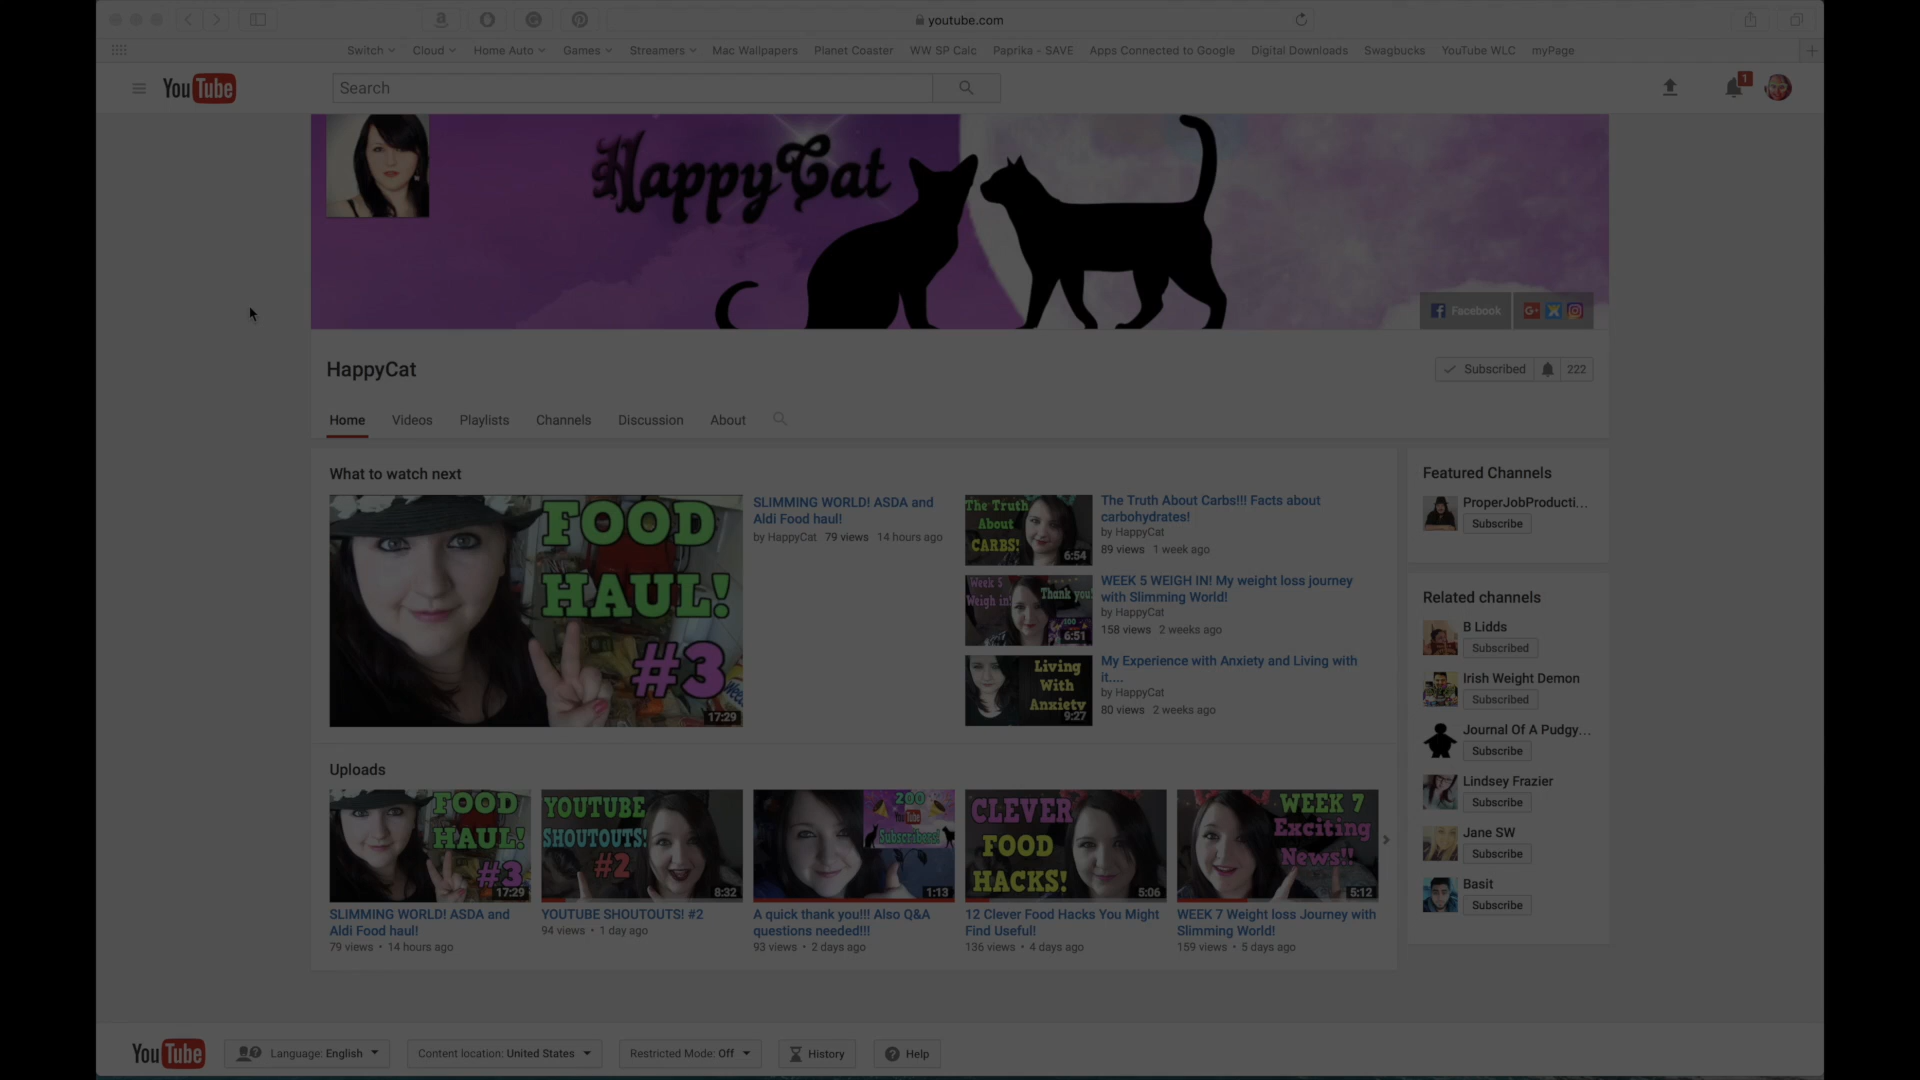 youtube.com
Switch Cloud Home Auto Games Streamers Mac Wallpapers Planet Coaster WW SP Calc Paprika - SAVE Apps Connected to Google Digital Downloads Swagbucks YouTube WLC myPage
YouTube
Search
1
HappyCat
Facebook
HappyCat
Subscribed 222
Home Videos Playlists Channels Discussion About
What to watch next
FOOD
HAUL!
#3
17:29
SLIMMING WORLD! ASDA and
Aldi Food haul!
by HappyCat 79 views 14 hours ago
The Truth
About
CARBS!
6:54
The Truth About Carbs!!! Facts about
carbohydrates!
by HappyCat
89 views 1 week ago
Week 5
Weigh in!
Thank you
100
6:51
WEEK 5 WEIGH IN! My weight loss journey
with Slimming World!
by HappyCat
158 views 2 weeks ago
Living
With
Anxiety
9:27
My Experience with Anxiety and Living with
it....
by HappyCat
80 views 2 weeks ago
Featured Channels
ProperJobProducti...
Subscribe
Related channels
B Lidds
Subscribed
Irish Weight Demon
Subscribed
Journal Of A Pudgy...
Subscribe
Lindsey Frazier
Subscribe
Jane SW
Subscribe
Basit
Subscribe
Uploads
FOOD
HAUL!
#3
17:29
SLIMMING WORLD! ASDA and
Aldi Food haul!
79 views • 14 hours ago
YOUTUBE
SHOUTOUTS!
#2
8:32
YOUTUBE SHOUTOUTS! #2
94 views • 1 day ago
200
YouTube
Subscribers!
1:13
A quick thank you!!! Also Q&A
questions needed!!!
93 views • 2 days ago
CLEVER
FOOD
HACKS!
5:06
12 Clever Food Hacks You Might
Find Useful!
136 views • 4 days ago
WEEK 7
Exciting
News!!
5:12
WEEK 7 Weight loss Journey with
Slimming World!
159 views • 5 days ago
YouTube
Language: English
Content location: United States
Restricted Mode: Off
History
Help